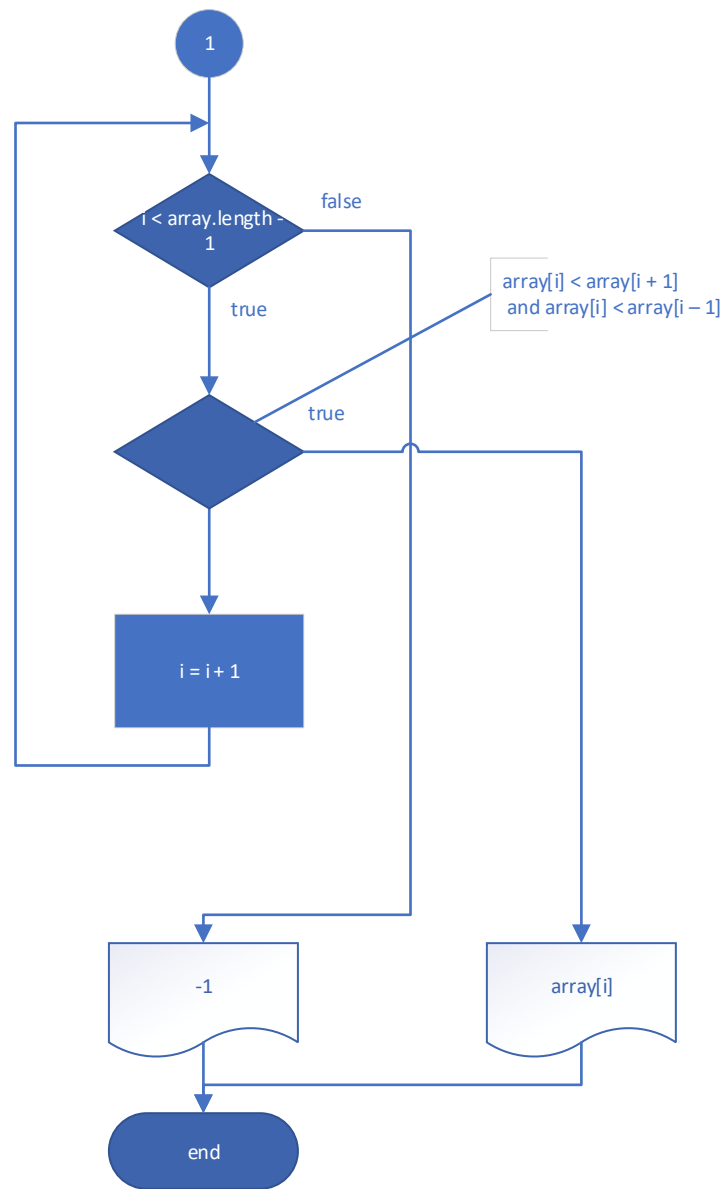 1
i < array.length -
1
false
array[i] < array[i + 1]
and array[i] < array[i – 1]
true
true
i = i + 1
-1
array[i]
end